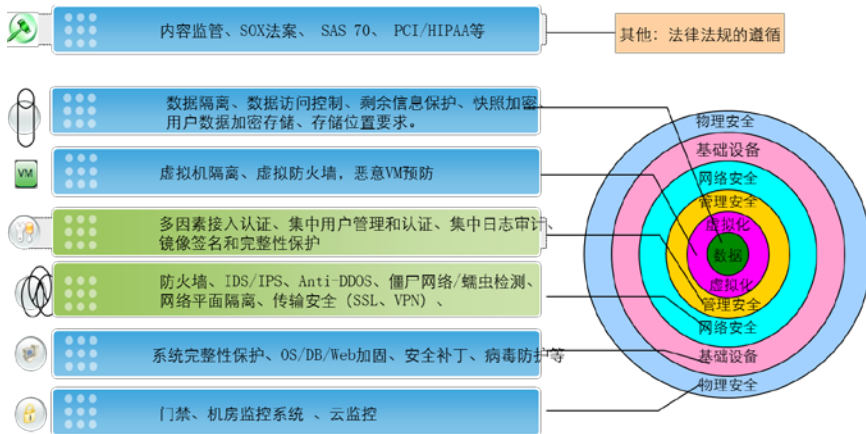 内容监管、SOX法案、 SAS 70、 PCI/HIPAA等
其他: 法律法规的遵循
数据隔离、数据访问控制、剩余信息保护、快照加密、
用户数据加密存储、存储位置要求。
VM
虚拟机隔离、虚拟防火墙，恶意VM预防
多因素接入认证、集中用户管理和认证、集中日志审计、
镜像签名和完整性保护
防火墙、IDS/IPS、Anti-DDOS、僵尸网络/蠕虫检测、
网络平面隔离、传输安全（SSL、VPN）、
系统完整性保护、OS/DB/Web加固、安全补丁、病毒防护等
门禁、机房监控系统 、云监控
物理安全
基础设备
网络安全
管理安全
虚拟化
数据
虚拟化
管理安全
网络安全
基础设备
物理安全